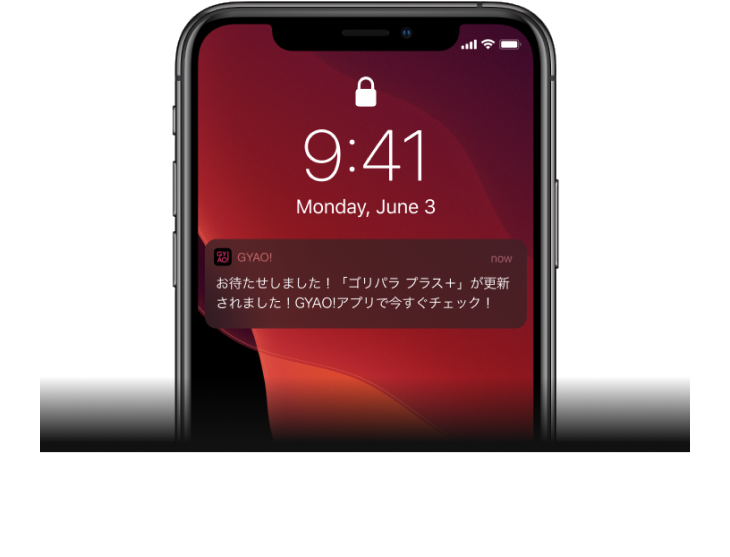 9:41
Monday, June 3
GYAO!
GYAO! now
お待たせしました！「ゴリパラ プラス＋」が更新
されました！GYAO!アプリで今すぐチェック！